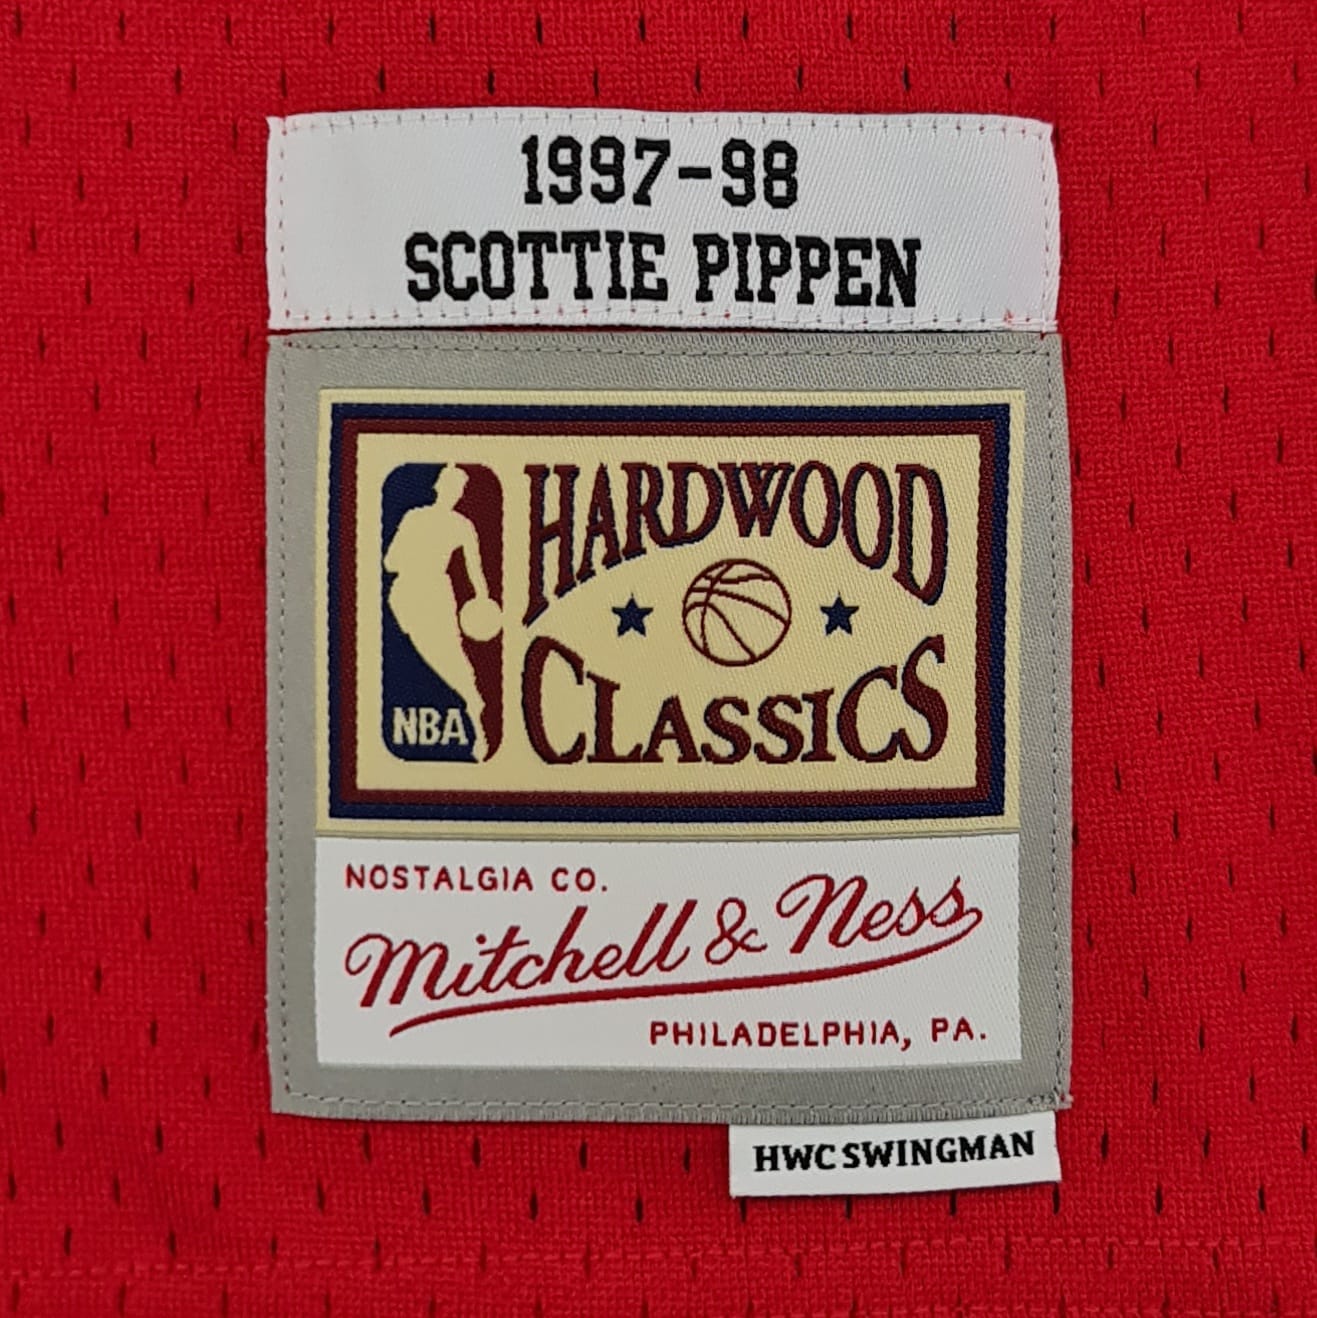 1997-98
SCOTTIE PIPPEN
HARDWOOD
CLASSICS
NBA
NOSTALGIA CO.
Mitchell & Ness
PHILADELPHIA, PA.
HWC SWINGMAN